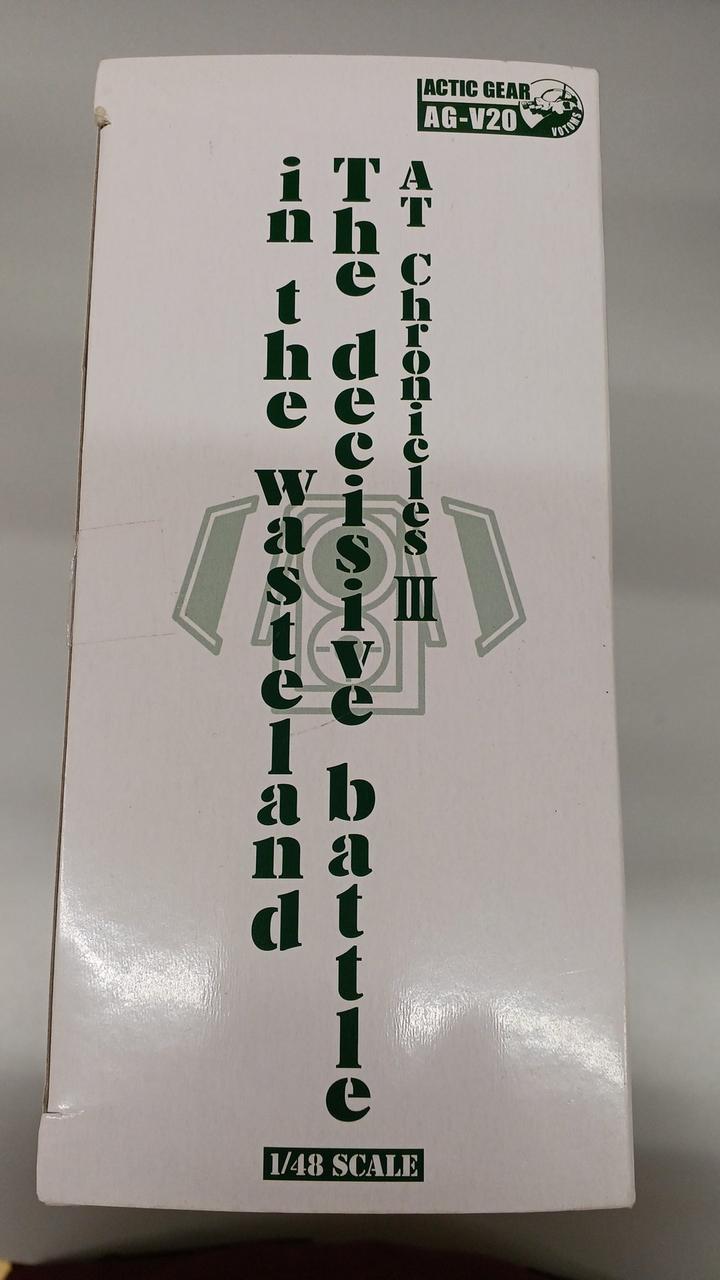 ACTIC GEAR
AG-V20
VOTOMS
AT Chronicles III
The decisive battle
in the wasteland
1/48 SCALE